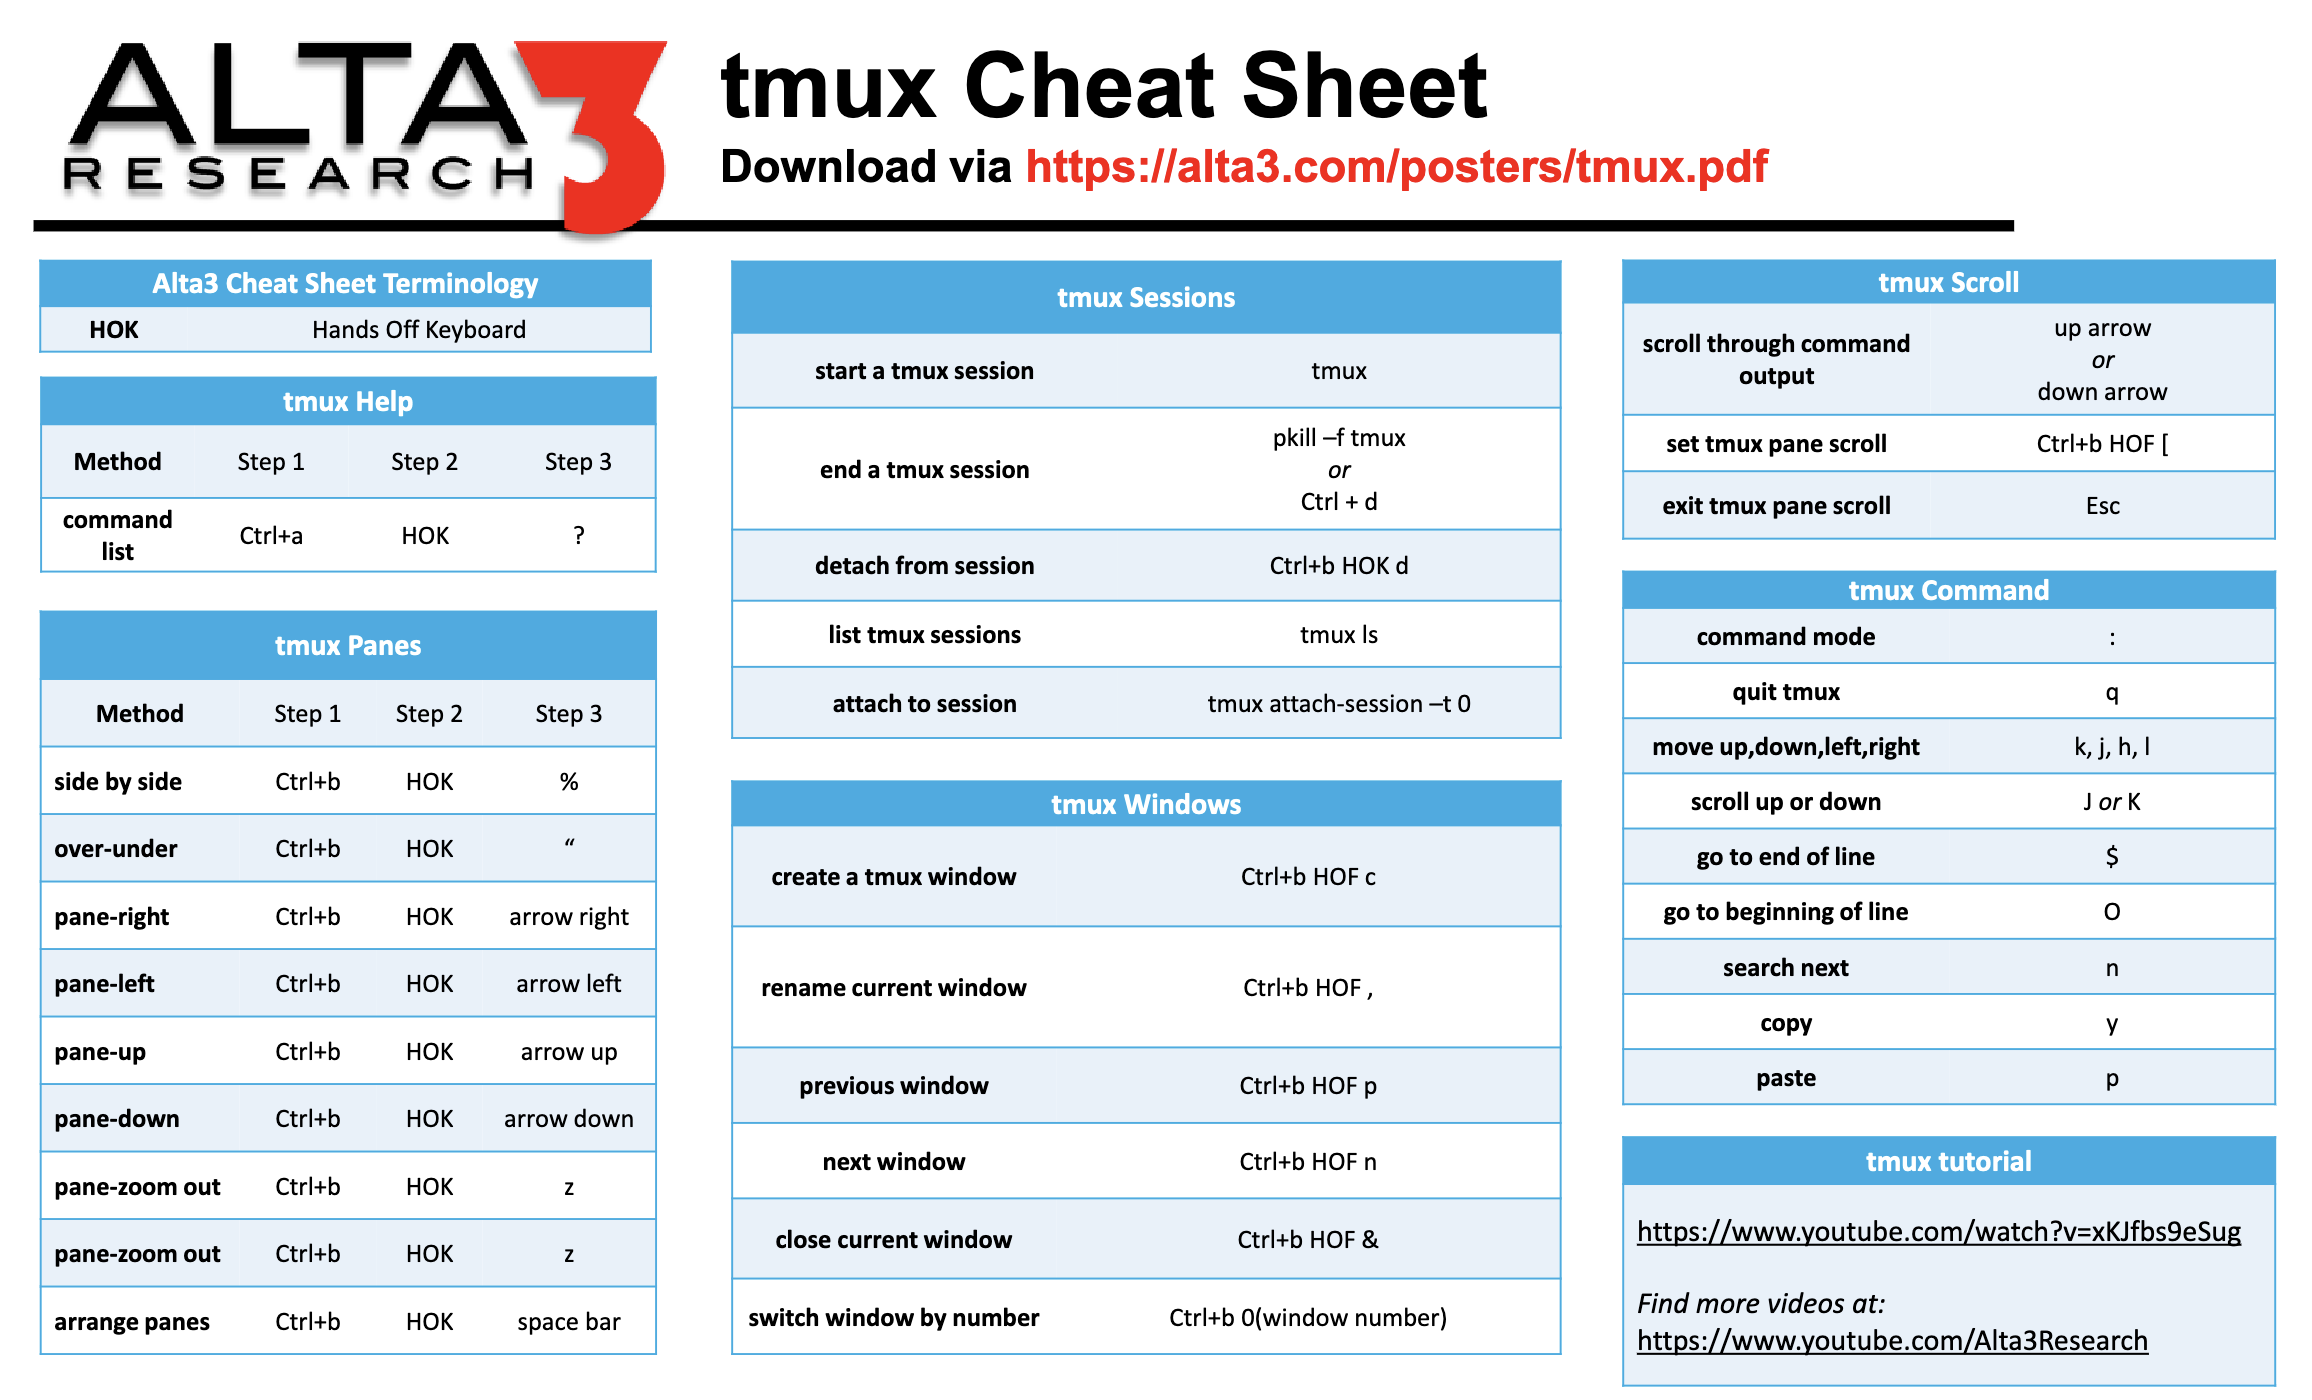 ALTA3
RESEARCH
tmux Cheat Sheet
Download via https://alta3.com/posters/tmux.pdf
Alta3 Cheat Sheet Terminology
HOK Hands Off Keyboard
tmux Help
Method Step 1 Step 2 Step 3
command
list Ctrl+a HOK ?
tmux Panes
Method Step 1 Step 2 Step 3
side by side Ctrl+b HOK %
over-under Ctrl+b HOK “
pane-right Ctrl+b HOK arrow right
pane-left Ctrl+b HOK arrow left
pane-up Ctrl+b HOK arrow up
pane-down Ctrl+b HOK arrow down
pane-zoom out Ctrl+b HOK z
pane-zoom out Ctrl+b HOK z
arrange panes Ctrl+b HOK space bar
tmux Sessions
start a tmux session tmux
end a tmux session
pkill –f tmux
or
Ctrl + d
detach from session Ctrl+b HOK d
list tmux sessions tmux ls
attach to session tmux attach-session –t 0
tmux Windows
create a tmux window Ctrl+b HOF c
rename current window Ctrl+b HOF ,
previous window Ctrl+b HOF p
next window Ctrl+b HOF n
close current window Ctrl+b HOF &
switch window by number Ctrl+b 0(window number)
tmux Scroll
scroll through command
output
up arrow
or
down arrow
set tmux pane scroll Ctrl+b HOF [
exit tmux pane scroll Esc
tmux Command
command mode :
quit tmux q
move up,down,left,right k, j, h, l
scroll up or down J or K
go to end of line $
go to beginning of line O
search next n
copy y
paste p
tmux tutorial
https://www.youtube.com/watch?v=xKJfbs9eSug
Find more videos at:
https://www.youtube.com/Alta3Research